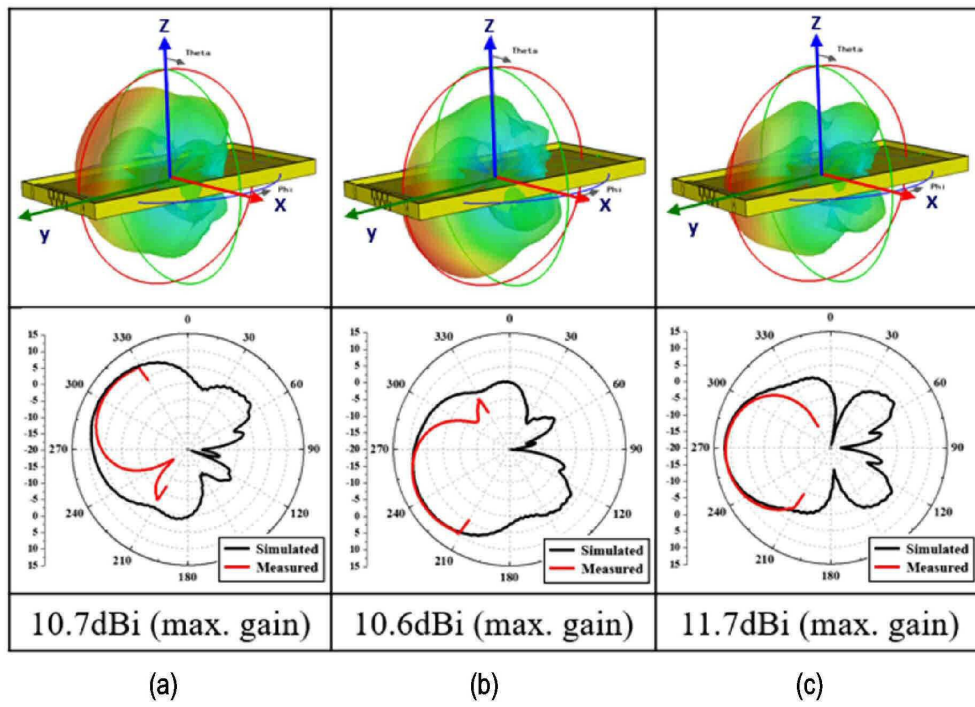 Z
Theta
Phi
X
y
Z
Theta
Phi
X
y
Z
Theta
Phi
X
y
0
330
30
300
60
270
90
240
120
210
180
15
10
5
0
-5
-10
-15
-20
-15
-10
-5
0
5
10
15
Simulated
Measured
0
330
30
300
60
270
90
240
120
210
180
15
10
5
0
-5
-10
-15
-20
-15
-10
-5
0
5
10
15
Simulated
Measured
0
330
30
300
60
270
90
240
120
210
180
15
10
5
0
-5
-10
-15
-20
-15
-10
-5
0
5
10
15
Simulated
Measured
10.7dBi (max. gain)
10.6dBi (max. gain)
11.7dBi (max. gain)
(a)
(b)
(c)